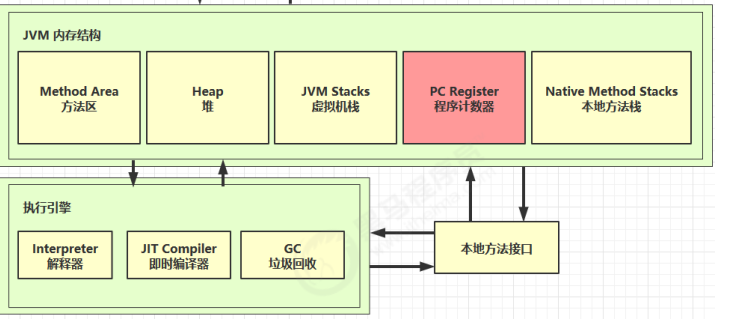 JVM 内存结构
Method Area
方法区
Heap
堆
JVM Stacks
虚拟机栈
PC Register
程序计数器
Native Method Stacks
本地方法栈
执行引擎
Interpreter
解释器
JIT Compiler
即时编译器
GC
垃圾回收
本地方法接口